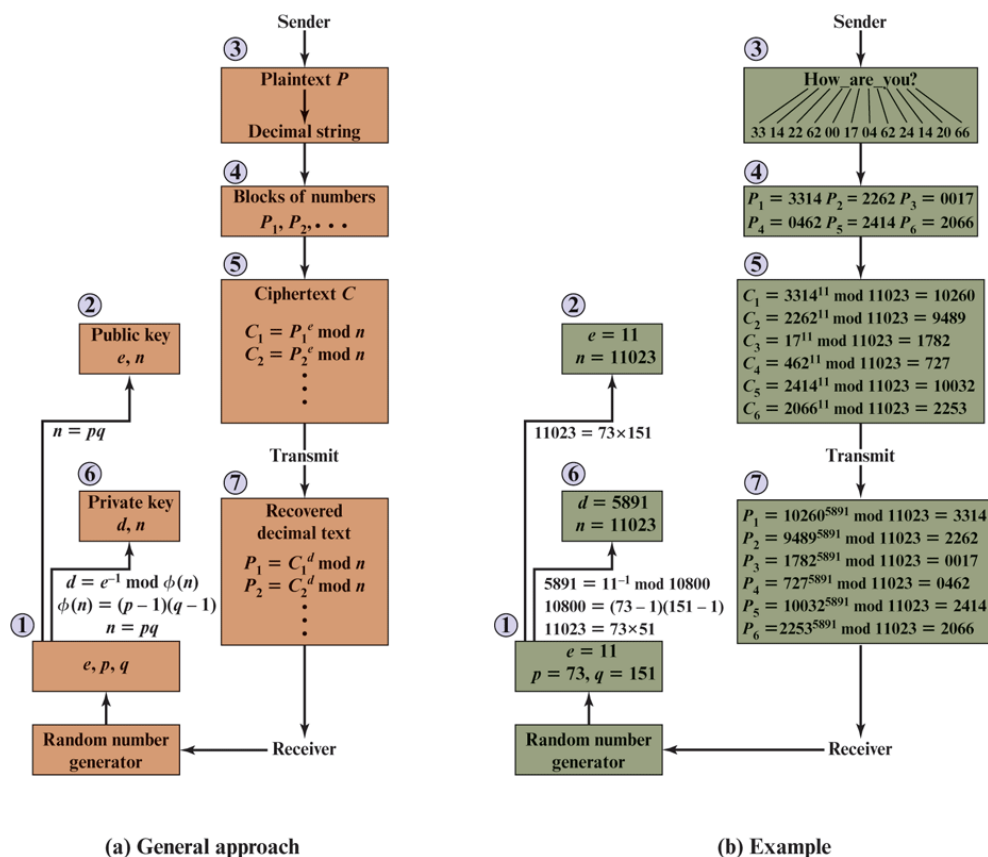 Sender
3
Plaintext P
Decimal string
4
Blocks of numbers
P₁, P₂, • • •
5
Ciphertext C
C₁ = P₁ᵉ mod n
C₂ = P₂ᵉ mod n
•
•
•
•
2
Public key
e, n
n = pq
Transmit
6
Private key
d, n
7
Recovered
decimal text
P₁ = C₁ᵈ mod n
P₂ = C₂ᵈ mod n
•
•
•
•
d = e⁻¹ mod ϕ(n)
ϕ(n) = (p – 1)(q – 1)
n = pq
1
e, p, q
Random number
generator
Receiver
(a) General approach
Sender
3
How_are_you?
33 14 22 62 00 17 04 62 24 14 20 66
4
P₁ = 3314 P₂ = 2262 P₃ = 0017
P₄ = 0462 P₅ = 2414 P₆ = 2066
5
C₁ = 3314¹¹ mod 11023 = 10260
C₂ = 2262¹¹ mod 11023 = 9489
C₃ = 17¹¹ mod 11023 = 1782
C₄ = 462¹¹ mod 11023 = 727
C₅ = 2414¹¹ mod 11023 = 10032
C₆ = 2066¹¹ mod 11023 = 2253
2
e = 11
n = 11023
11023 = 73×151
Transmit
6
d = 5891
n = 11023
7
P₁ = 10260⁵⁸⁹¹ mod 11023 = 3314
P₂ = 9489⁵⁸⁹¹ mod 11023 = 2262
P₃ = 1782⁵⁸⁹¹ mod 11023 = 0017
P₄ = 727⁵⁸⁹¹ mod 11023 = 0462
P₅ = 10032⁵⁸⁹¹ mod 11023 = 2414
P₆ = 2253⁵⁸⁹¹ mod 11023 = 2066
5891 = 11⁻¹ mod 10800
10800 = (73 – 1)(151 – 1)
11023 = 73×51
1
e = 11
p = 73, q = 151
Random number
generator
Receiver
(b) Example